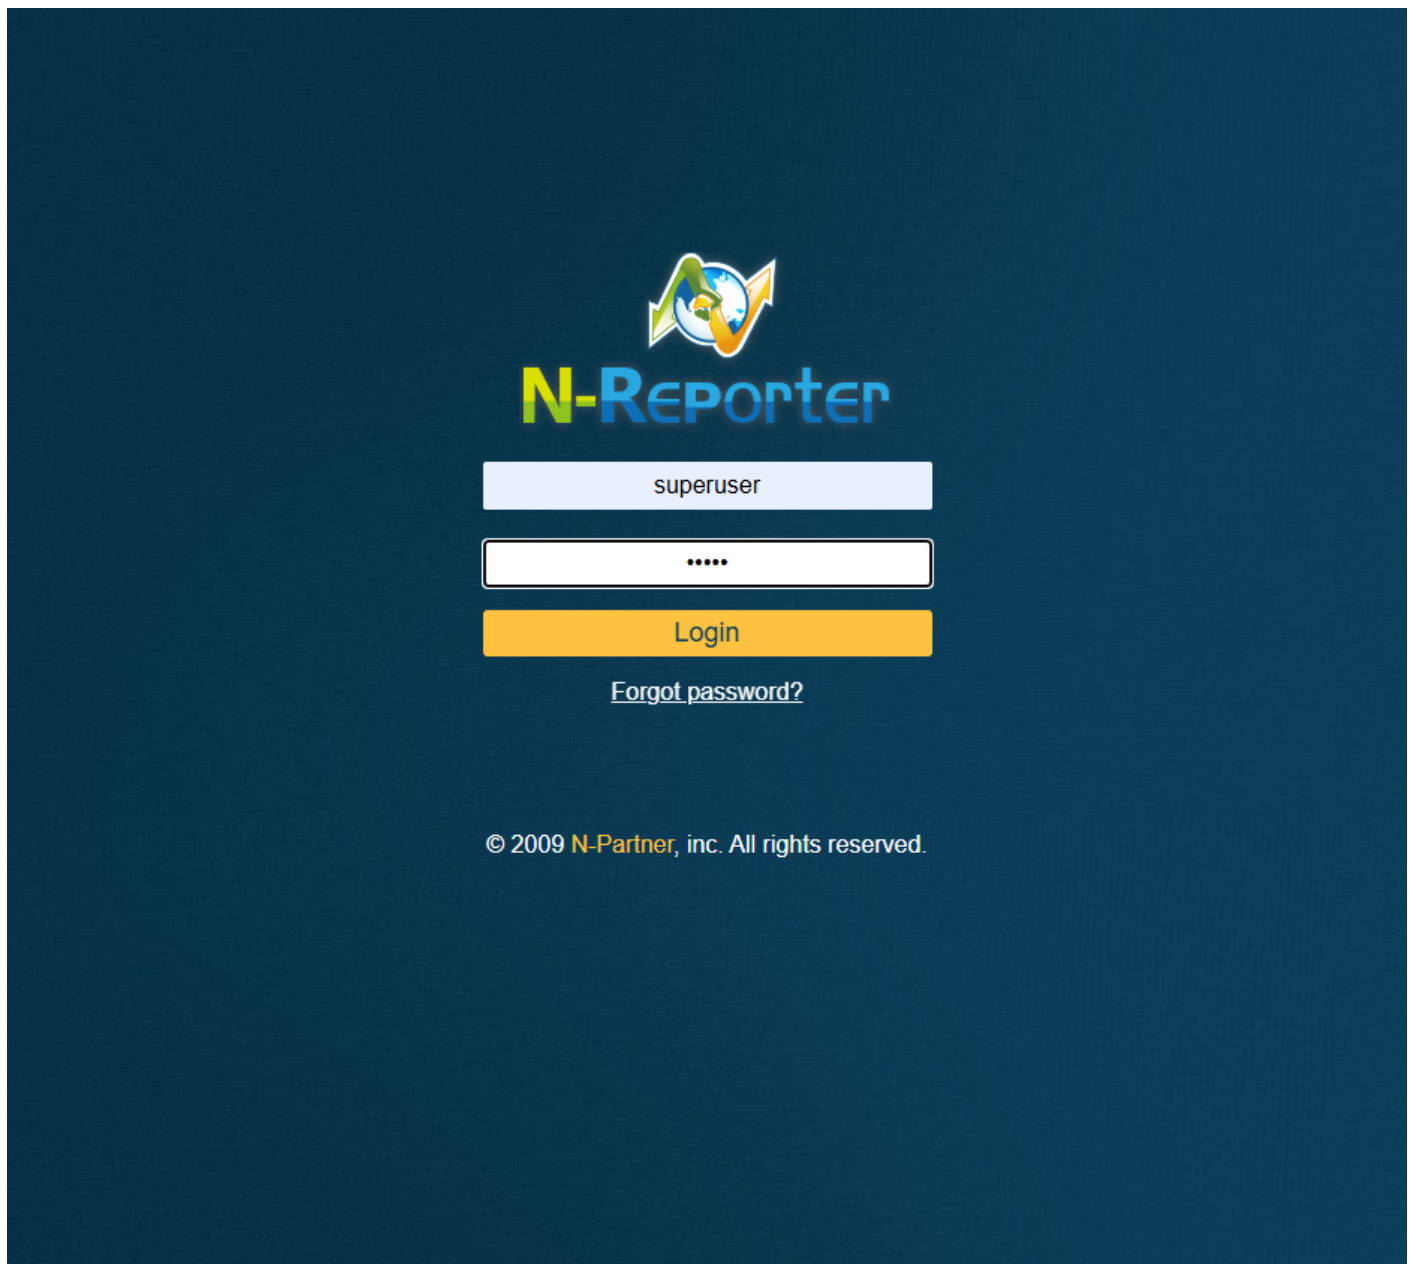 N-Reporter
superuser
•••••
Login
Forgot password?
© 2009 N-Partner, inc. All rights reserved.